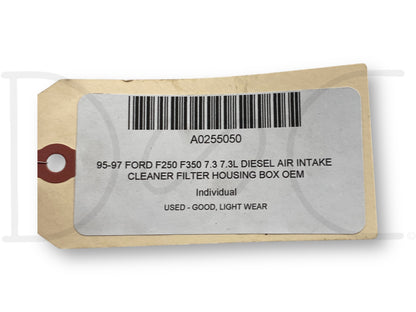 A0255050
95-97 FORD F250 F350 7.3 7.3L DIESEL AIR INTAKE
CLEANER FILTER HOUSING BOX OEM
Individual
USED - GOOD, LIGHT WEAR